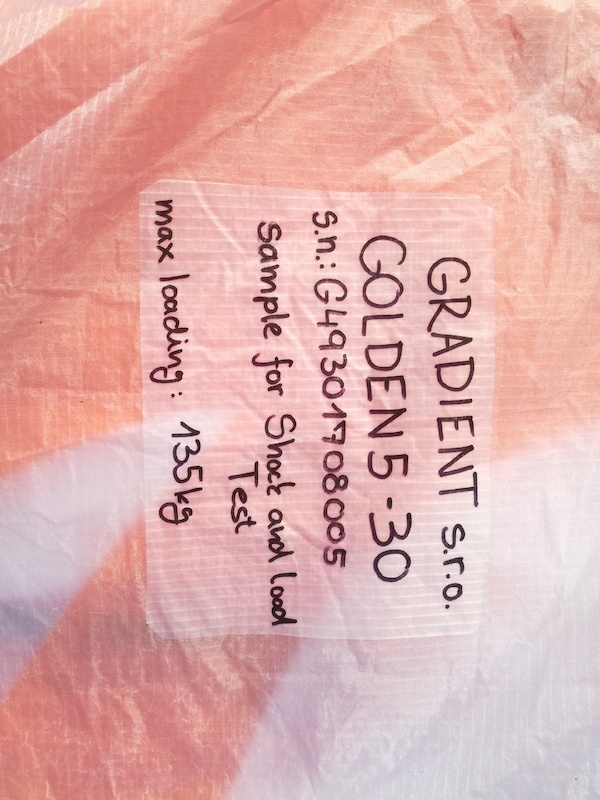 GRADIENT s.r.o.
GOLDEN 5-30
s.n.: G49301708005
sample for Shock and Load
Test
max loading: 135kg